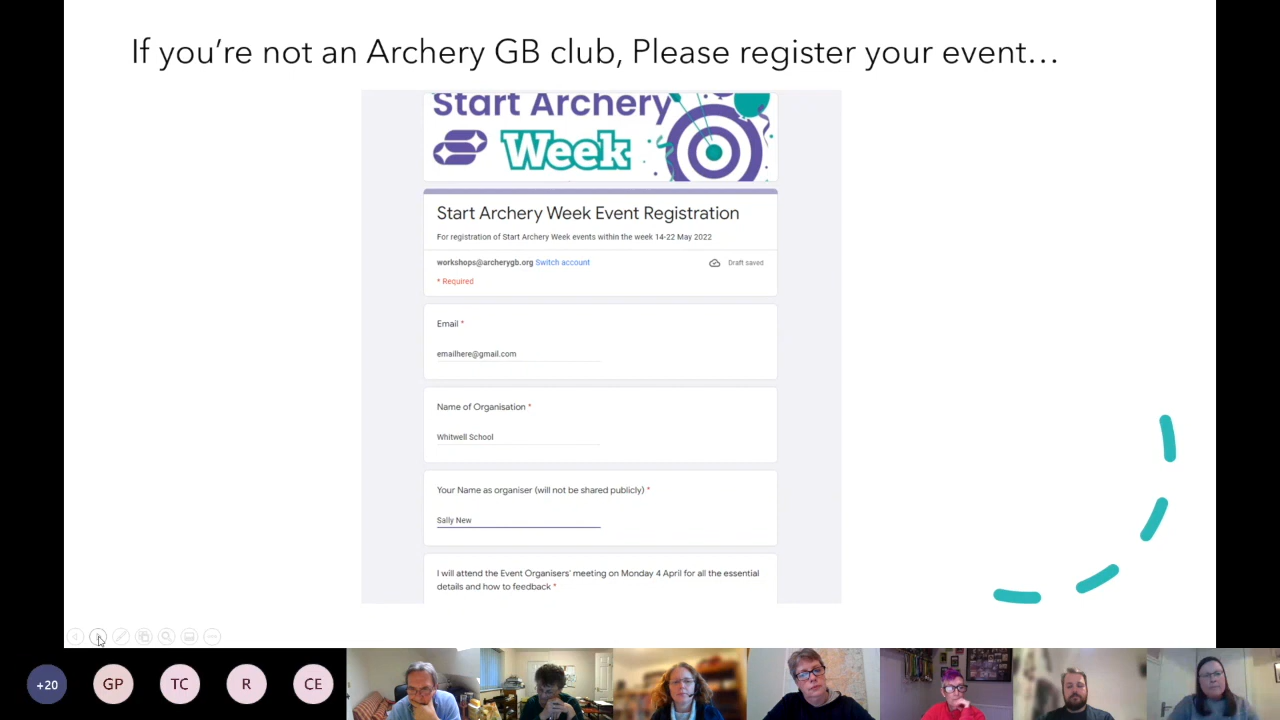 If you're not an Archery GB club, Please register your event…
Start Archery
Week
Start Archery Week Event Registration
For registration of Start Archery Week events within the week 14-22 May 2022
workshops@archerygb.org Switch account
Draft saved
* Required
Email *
emailhere@gmail.com
Name of Organisation *
Whitwell School
Your Name as organiser (will not be shared publicly) *
Sally New
I will attend the Event Organisers' meeting on Monday 4 April for all the essential
details and how to feedback *
+20
GP
TC
R
CE